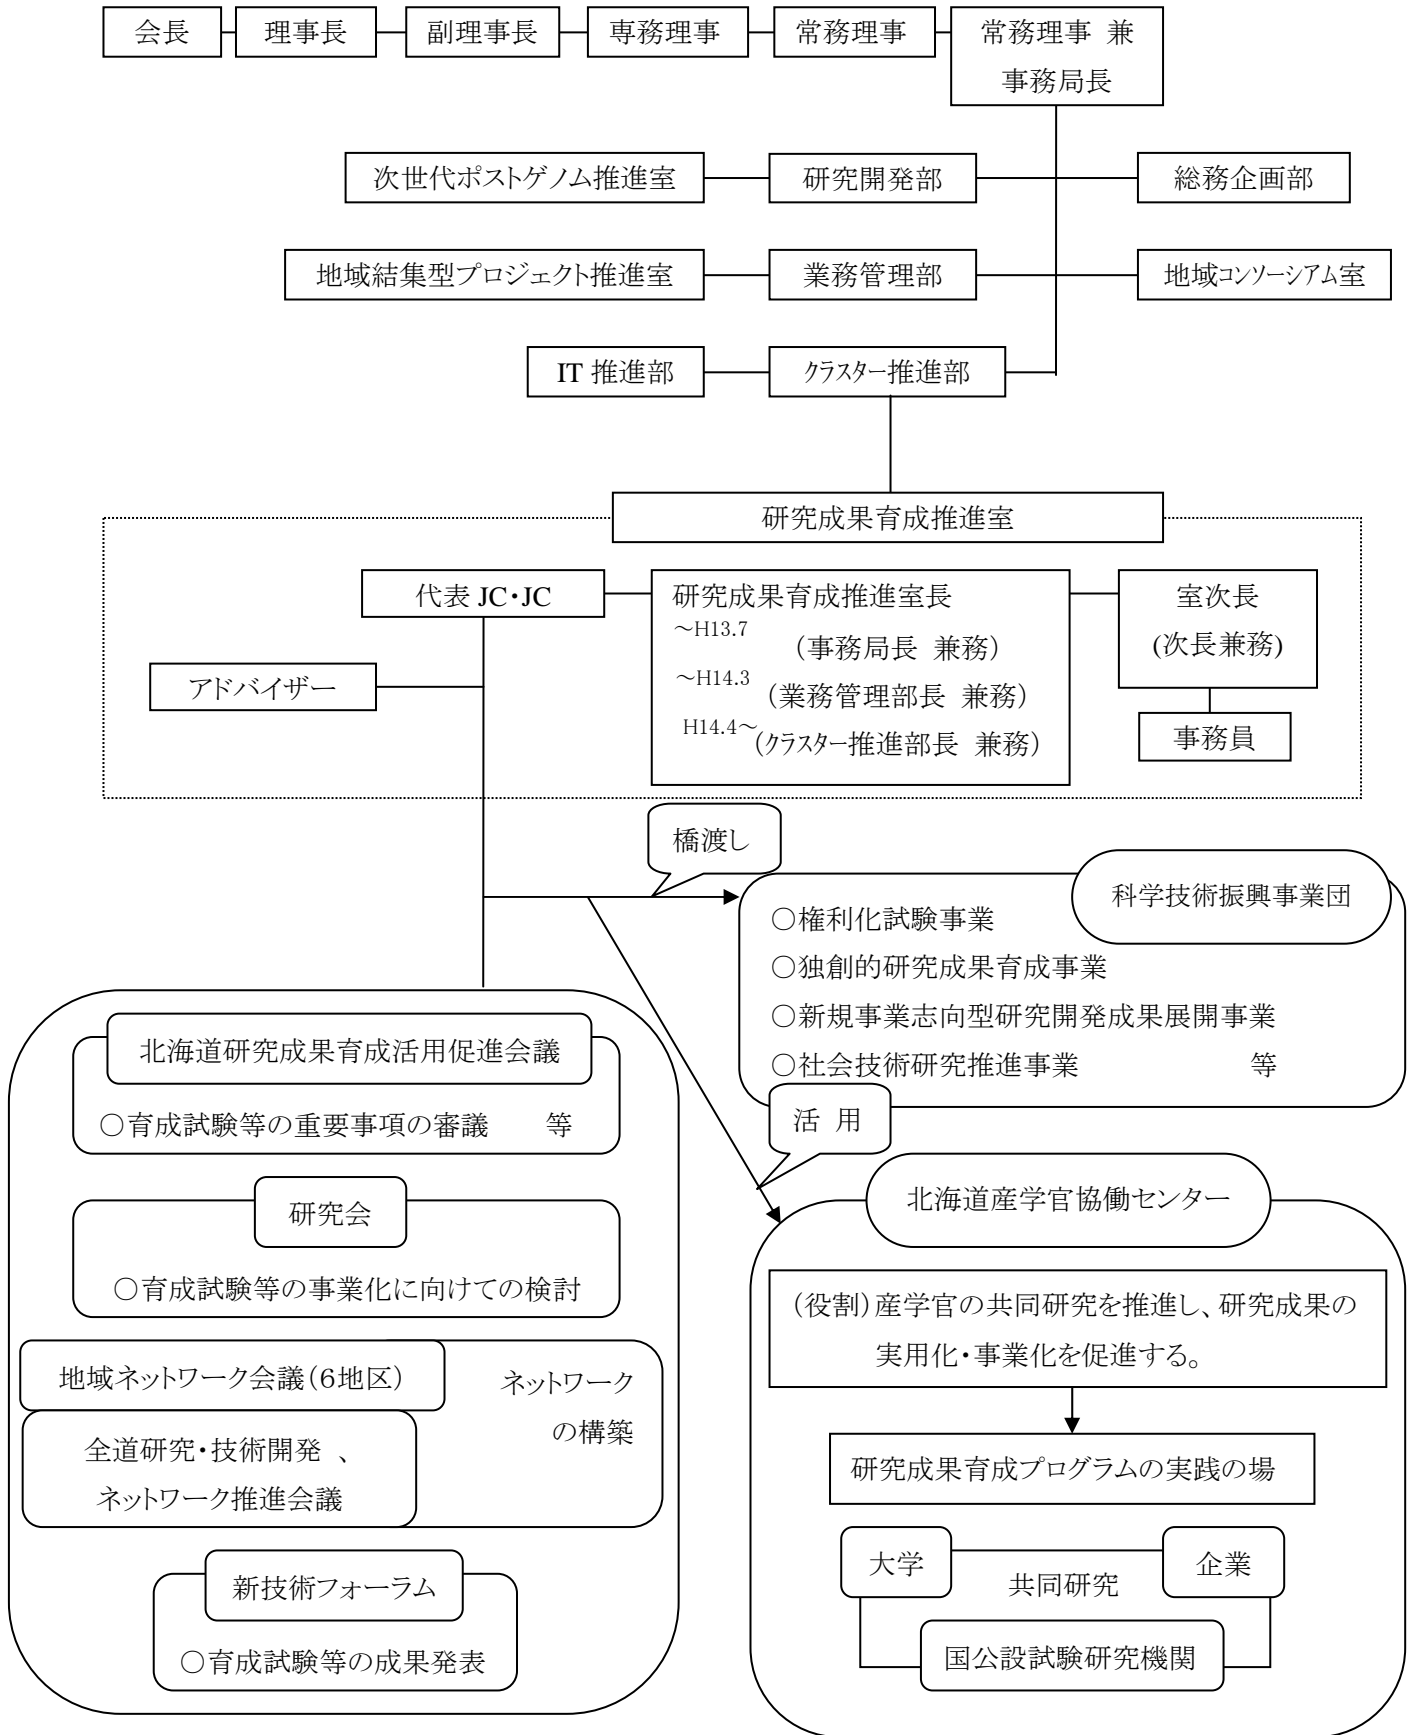 会長
理事長
副理事長
専務理事
常務理事
常務理事 兼
事務局長
次世代ポストゲノム推進室
研究開発部
総務企画部
地域結集型プロジェクト推進室
業務管理部
地域コンソーシアム室
IT 推進部
クラスター推進部
研究成果育成推進室
代表 JC・JC
アドバイザー
研究成果育成推進室長
～H13.7
（事務局長 兼務）
～H14.3
（業務管理部長 兼務）
H14.4～
（クラスター推進部長 兼務）
室次長
(次長兼務)
事務員
橋渡し
科学技術振興事業団
○権利化試験事業
○独創的研究成果育成事業
○新規事業志向型研究開発成果展開事業
○社会技術研究推進事業 等
活 用
北海道研究成果育成活用促進会議
○育成試験等の重要事項の審議 等
研究会
○育成試験等の事業化に向けての検討
地域ネットワーク会議（6地区）
全道研究・技術開発 、
ネットワーク推進会議
ネットワーク
の構築
新技術フォーラム
○育成試験等の成果発表
北海道産学官協働センター
（役割）産学官の共同研究を推進し、研究成果の
実用化・事業化を促進する。
研究成果育成プログラムの実践の場
大学
企業
共同研究
国公設試験研究機関